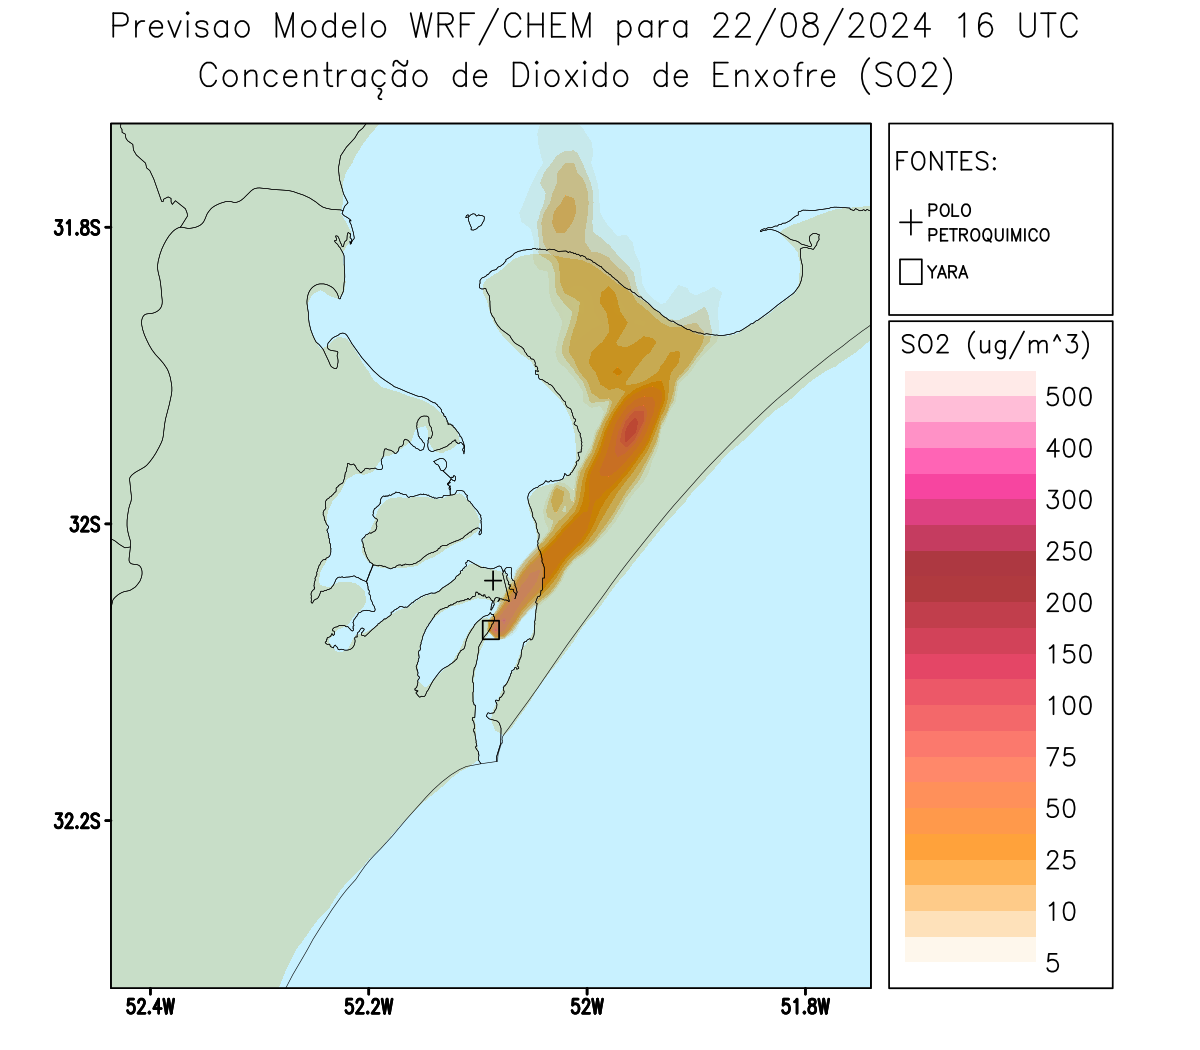 Previsao Modelo WRF/CHEM para 22/08/2024 16 UTC
Concentração de Dioxido de Enxofre (SO2)
FONTES:
POLO
PETROQUIMICO
YARA
31.8S
32S
32.2S
52.4W
52.2W
52W
51.8W
SO2 (ug/m^3)
500
400
300
250
200
150
100
75
50
25
10
5